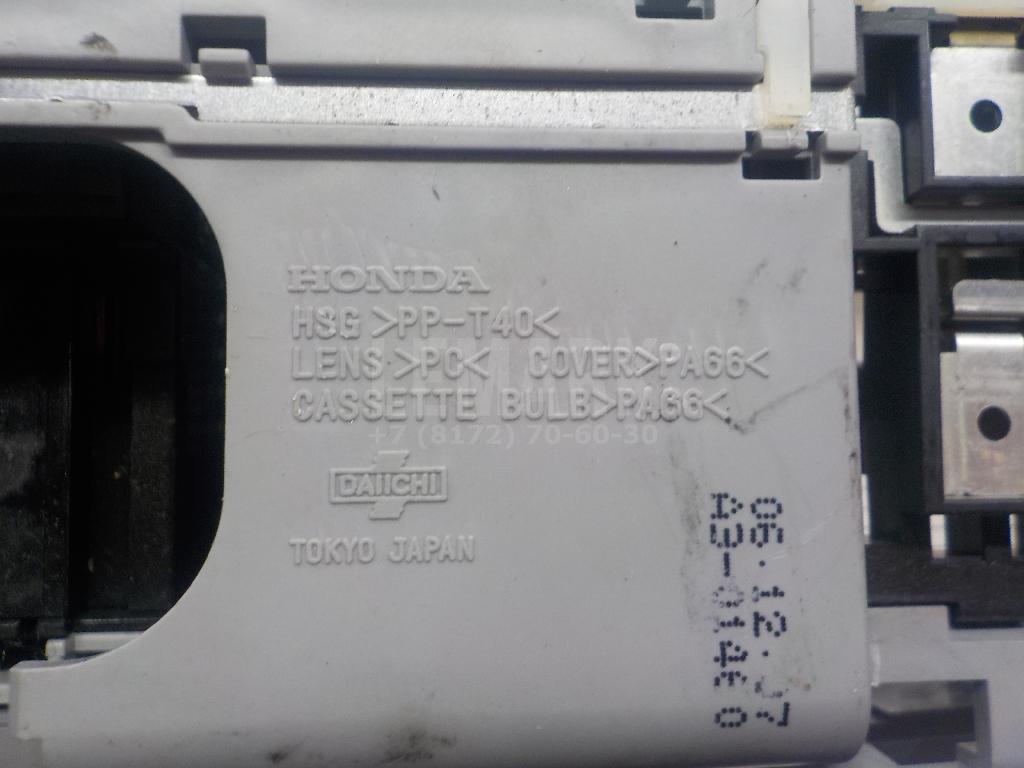 HONDA
HSG >PP-T40<
LENS >PC< COVER>PA66<
CASSETTE BULB>PA66<
+7 (8172) 70-60-30
DAIICHI
TOKYO JAPAN